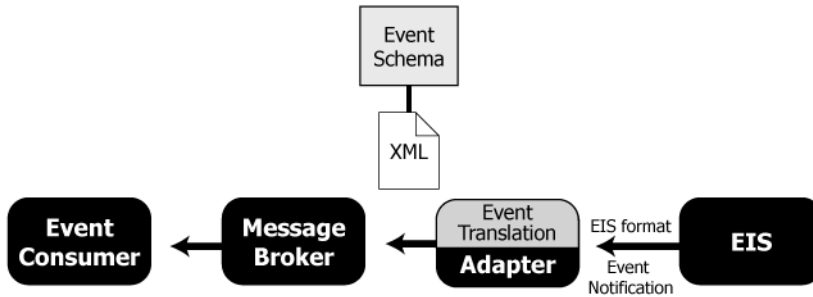 Event
Schema
XML
Event
Consumer
Message
Broker
Event
Translation
Adapter
EIS format
Event
Notification
EIS